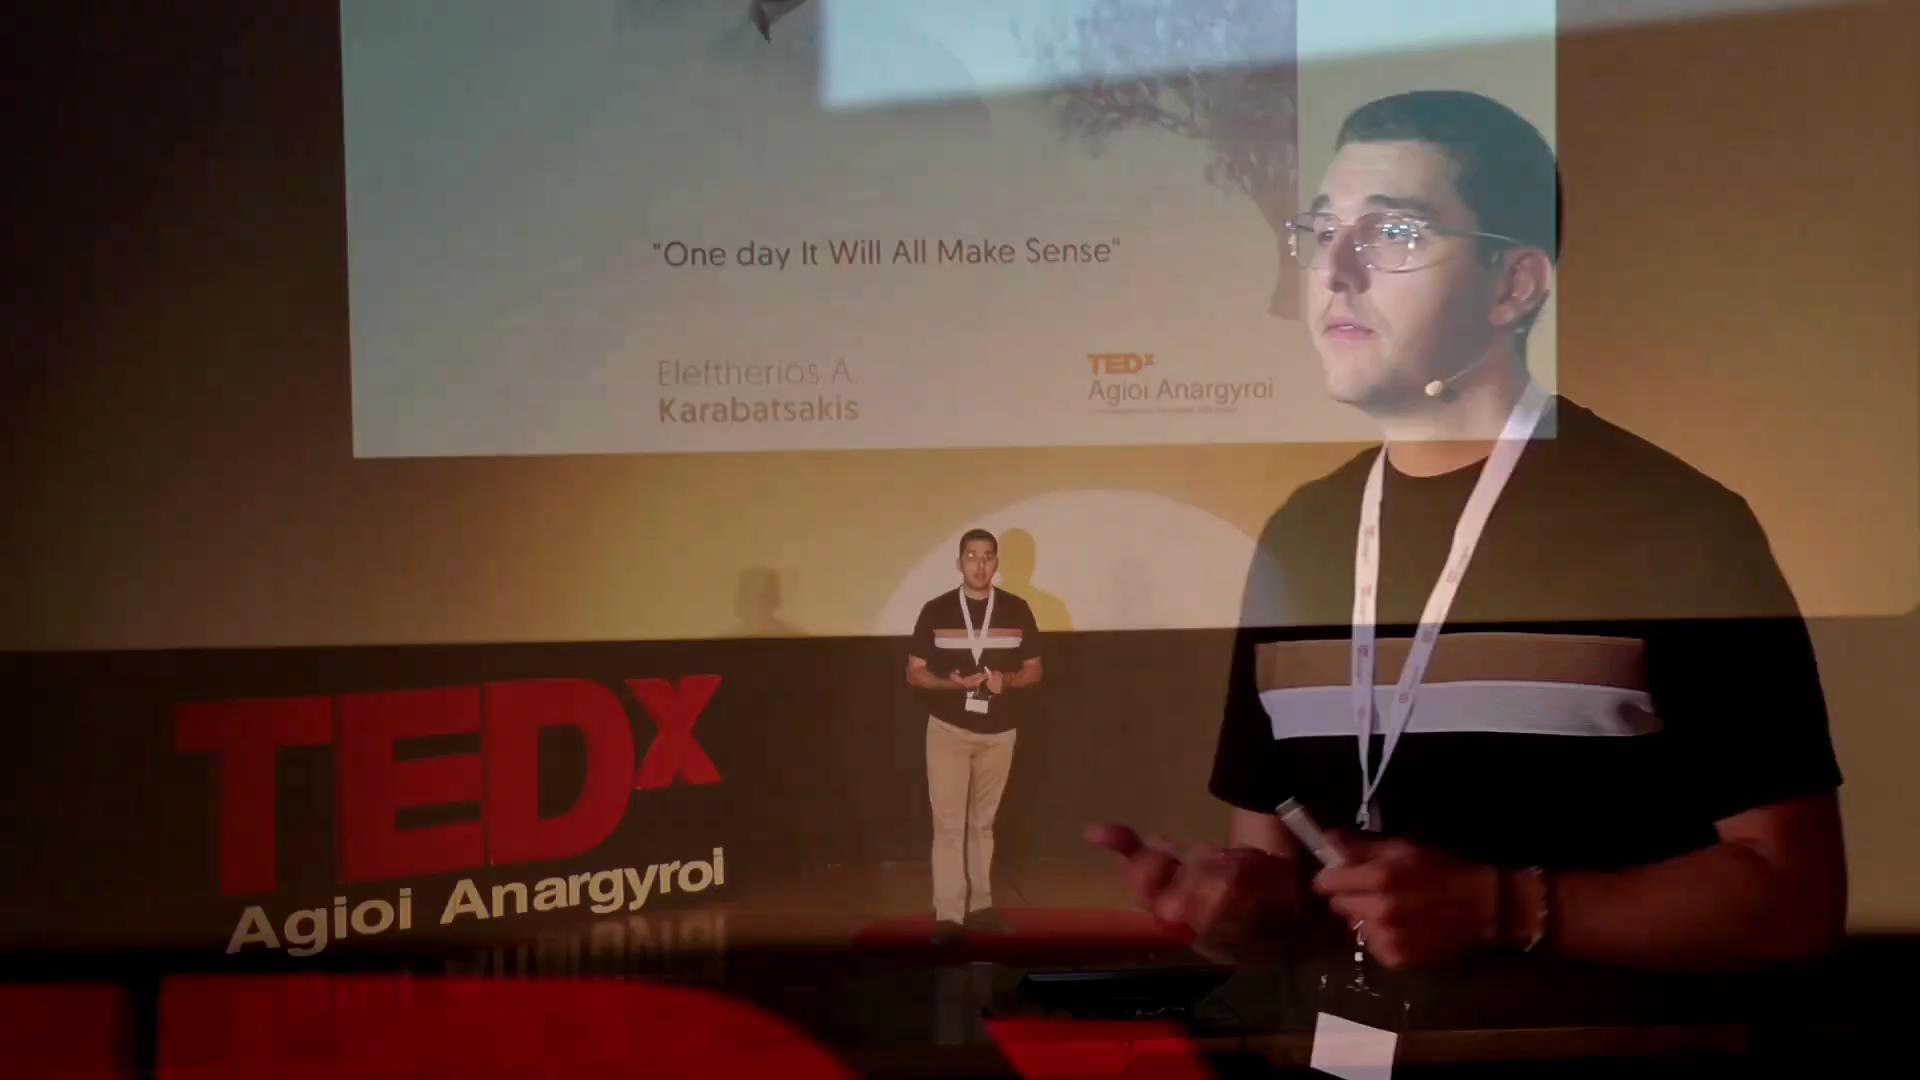 "One day It Will All Make Sense"
Eleftherios A.
Karabatsakis
TEDx
Agioi Anargyroi
TEDx
Agioi Anargyroi